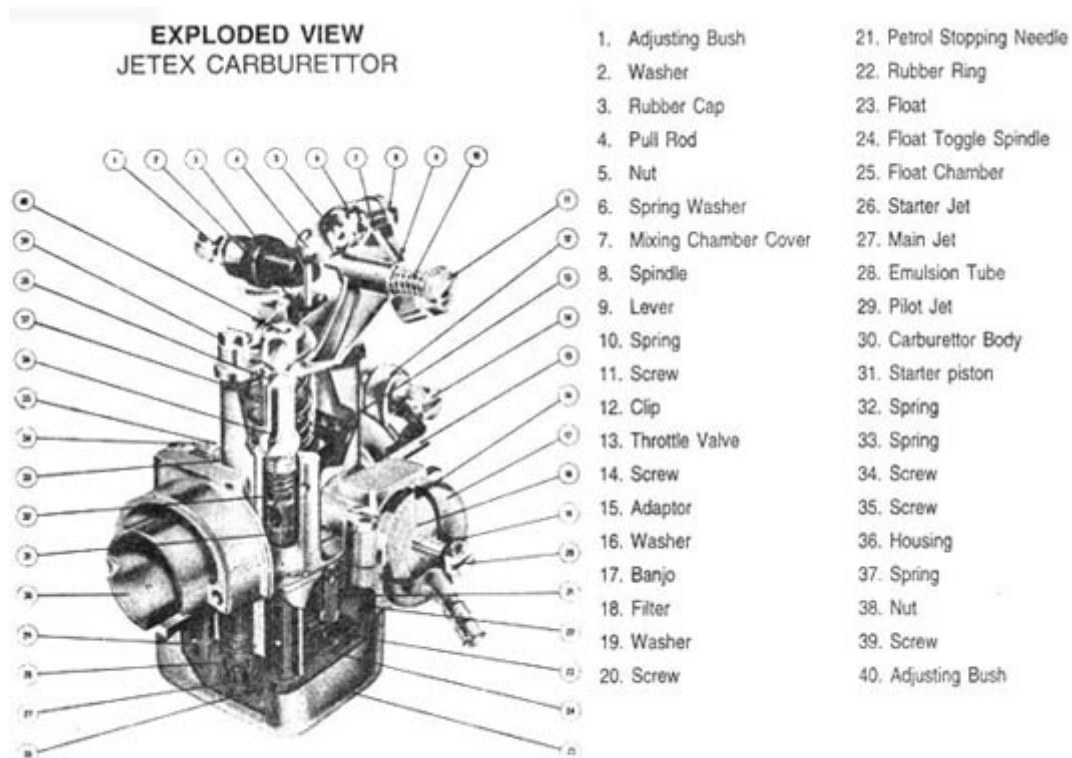 EXPLODED VIEW
JETEX CARBURETTOR
1. Adjusting Bush
2. Washer
3. Rubber Cap
4. Pull Rod
5. Nut
6. Spring Washer
7. Mixing Chamber Cover
8. Spindle
9. Lever
10. Spring
11. Screw
12. Clip
13. Throttle Valve
14. Screw
15. Adaptor
16. Washer
17. Banjo
18. Filter
19. Washer
20. Screw
21. Petrol Stopping Needle
22. Rubber Ring
23. Float
24. Float Toggle Spindle
25. Float Chamber
26. Starter Jet
27. Main Jet
28. Emulsion Tube
29. Pilot Jet
30. Carburettor Body
31. Starter piston
32. Spring
33. Spring
34. Screw
35. Screw
36. Housing
37. Spring
38. Nut
39. Screw
40. Adjusting Bush